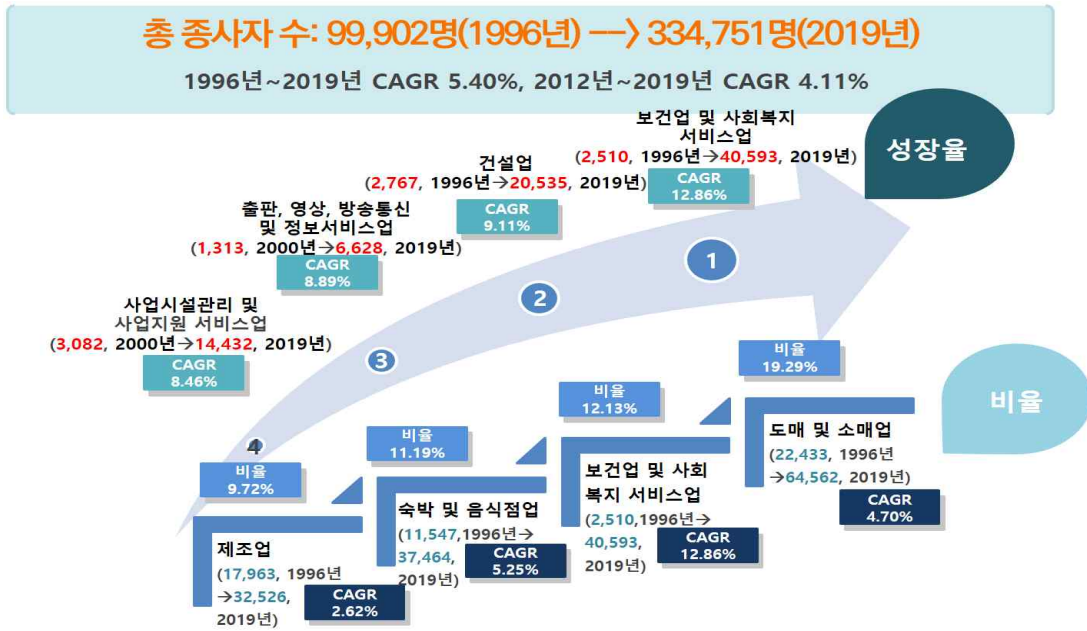 총 종사자 수: 99,902명(1996년) ––> 334,751명(2019년)
1996년~2019년 CAGR 5.40%, 2012년~2019년 CAGR 4.11%
성장율
보건업 및 사회복지
서비스업
(2,510, 1996년→40,593, 2019년)
CAGR
12.86%
건설업
(2,767, 1996년→20,535, 2019년)
CAGR
9.11%
출판, 영상, 방송통신
및 정보서비스업
(1,313, 2000년→6,628, 2019년)
CAGR
8.89%
사업시설관리 및
사업지원 서비스업
(3,082, 2000년→14,432, 2019년)
CAGR
8.46%
1
2
3
4
비율
비율
19.29%
도매 및 소매업
(22,433, 1996년
→64,562, 2019년)
CAGR
4.70%
비율
12.13%
보건업 및 사회
복지 서비스업
(2,510,1996년→
40,593,
2019년)
CAGR
12.86%
비율
11.19%
숙박 및 음식점업
(11,547,1996년→
37,464,
2019년)
CAGR
5.25%
비율
9.72%
제조업
(17,963, 1996년
→32,526,
2019년)
CAGR
2.62%